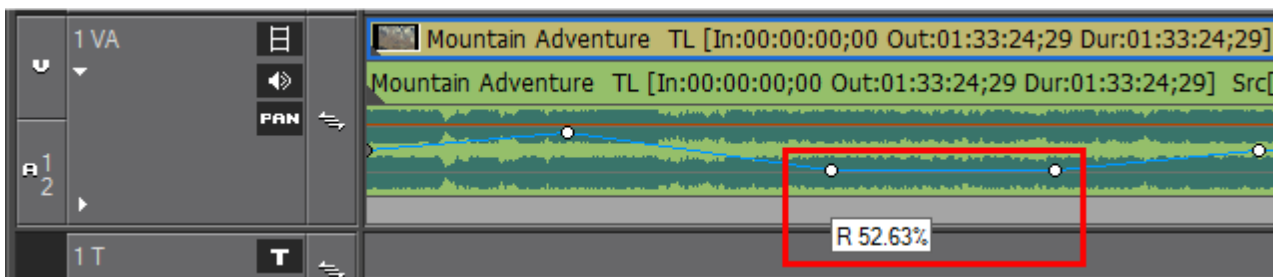 1 VA
Mountain Adventure TL [In:00:00:00;00 Out:01:33:24;29 Dur:01:33:24;29]
V
Mountain Adventure TL [In:00:00:00;00 Out:01:33:24;29 Dur:01:33:24;29] Src[
PAN
A 1
2
R 52.63%
1 T
T